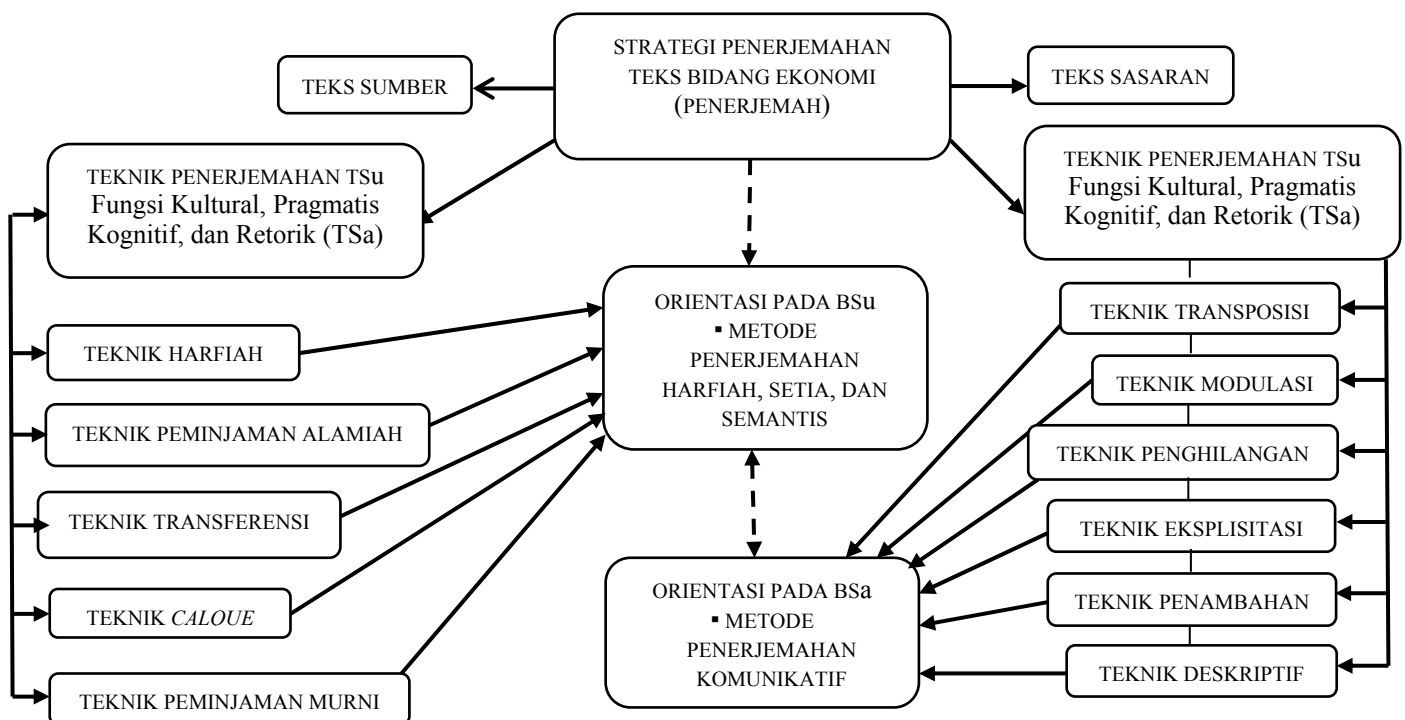 STRATEGI PENERJEMAHAN
TEKS BIDANG EKONOMI
(PENERJEMAH)
TEKS SUMBER
TEKS SASARAN
TEKNIK PENERJEMAHAN TSu
Fungsi Kultural, Pragmatis
Kognitif, dan Retorik (TSa)
TEKNIK PENERJEMAHAN TSu
Fungsi Kultural, Pragmatis
Kognitif, dan Retorik (TSa)
ORIENTASI PADA BSu
▪ METODE
PENERJEMAHAN
HARFIAH, SETIA, DAN
SEMANTIS
TEKNIK HARFIAH
TEKNIK PEMINJAMAN ALAMIAH
TEKNIK TRANSFERENSI
TEKNIK CALOUE
TEKNIK PEMINJAMAN MURNI
TEKNIK TRANSPOSISI
TEKNIK MODULASI
TEKNIK PENGHILANGAN
TEKNIK EKSPLISITASI
TEKNIK PENAMBAHAN
TEKNIK DESKRIPTIF
ORIENTASI PADA BSa
▪ METODE
PENERJEMAHAN
KOMUNIKATIF